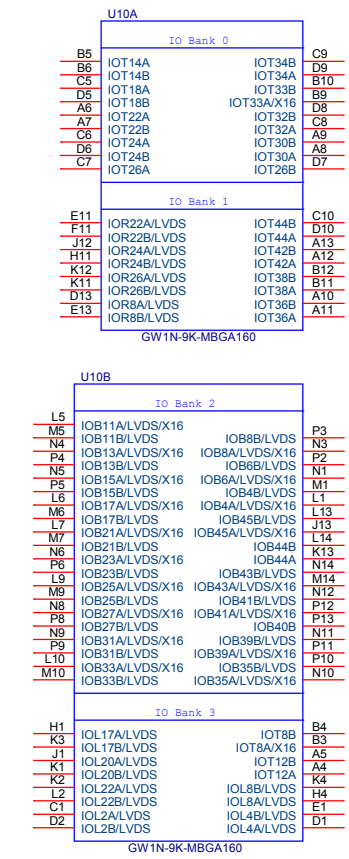 U10A
IO Bank 0
B5 IOT14A IOT34B C9
B6 IOT14B IOT34A D9
C5 IOT18A IOT33B B10
D5 IOT18B IOT33A/X16 B9
A6 IOT22A IOT32B D8
A7 IOT22B IOT32A C8
C6 IOT24A IOT30B A9
D6 IOT24B IOT30A A8
C7 IOT26A IOT26B D7
IO Bank 1
E11 IOR22A/LVDS IOT44B C10
F11 IOR22B/LVDS IOT44A D10
J12 IOR24A/LVDS IOT42B A13
H11 IOR24B/LVDS IOT42A A12
K12 IOR26A/LVDS IOT38B B12
K11 IOR26B/LVDS IOT38A B11
D13 IOR8A/LVDS IOT36B A10
E13 IOR8B/LVDS IOT36A A11
GW1N-9K-MBGA160
U10B
IO Bank 2
L5 IOB11A/LVDS/X16
M5 IOB11B/LVDS IOB8B/LVDS P3
N4 IOB13A/LVDS/X16 IOB8A/LVDS/X16 N3
P4 IOB13B/LVDS IOB6B/LVDS P2
N5 IOB15A/LVDS/X16 IOB6A/LVDS/X16 N1
P5 IOB15B/LVDS IOB4B/LVDS M1
L6 IOB17A/LVDS/X16 IOB4A/LVDS/X16 L1
M6 IOB17B/LVDS IOB45B/LVDS L13
L7 IOB21A/LVDS/X16 IOB45A/LVDS/X16 J13
M7 IOB21B/LVDS IOB44B L14
N6 IOB23A/LVDS/X16 IOB44A K13
P6 IOB23B/LVDS IOB43B/LVDS N14
L9 IOB25A/LVDS/X16 IOB43A/LVDS/X16 M14
M9 IOB25B/LVDS IOB41B/LVDS N12
N8 IOB27A/LVDS/X16 IOB41A/LVDS/X16 P12
P8 IOB27B/LVDS IOB40B P13
N9 IOB31A/LVDS/X16 IOB39B/LVDS N11
P9 IOB31B/LVDS IOB39A/LVDS/X16 P11
L10 IOB33A/LVDS/X16 IOB35B/LVDS P10
M10 IOB33B/LVDS IOB35A/LVDS/X16 N10
IO Bank 3
H1 IOL17A/LVDS IOT8B B4
K3 IOL17B/LVDS IOT8A/X16 B3
J1 IOL20A/LVDS IOT12B A5
K1 IOL20B/LVDS IOT12A A4
K2 IOL22A/LVDS IOL8B/LVDS K4
L2 IOL22B/LVDS IOL8A/LVDS H4
C1 IOL2A/LVDS IOL4B/LVDS E1
D2 IOL2B/LVDS IOL4A/LVDS D1
GW1N-9K-MBGA160